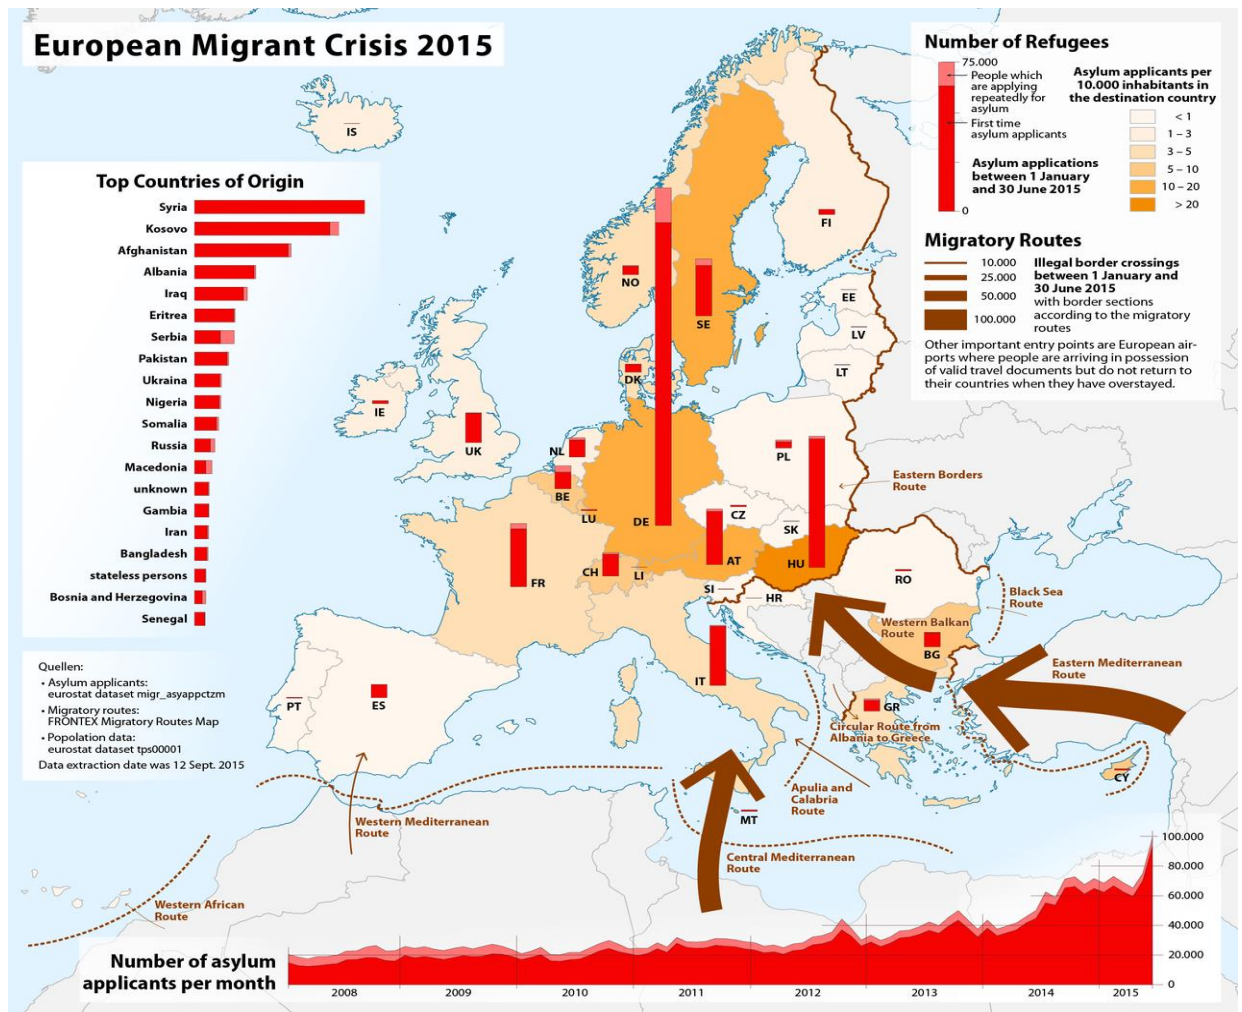 European Migrant Crisis 2015
Number of Refugees
75.000
People which
are applying
repeatedly for
asylum
First time
asylum applicants
Asylum applications
between 1 January
and 30 June 2015
0
Asylum applicants per
10.000 inhabitants in
the destination country
< 1
1 – 3
3 – 5
5 – 10
10 – 20
> 20
Migratory Routes
10.000
25.000
50.000
100.000
Illegal border crossings
between 1 January and
30 June 2015
with border sections
according to the migratory
routes
Other important entry points are European air-
ports where people are arriving in possession
of valid travel documents but do not return to
their countries when they have overstayed.
Top Countries of Origin
Syria
Kosovo
Afghanistan
Albania
Iraq
Eritrea
Serbia
Pakistan
Ukraina
Nigeria
Somalia
Russia
Macedonia
unknown
Gambia
Iran
Bangladesh
stateless persons
Bosnia and Herzegovina
Senegal
Quellen:
• Asylum applicants:
eurostat dataset migr_asyappctzm
• Migratory routes:
FRONTEX Migratory Routes Map
• Popolation data:
eurostat dataset tps00001
Data extraction date was 12 Sept. 2015
IS
FI
NO
SE
EE
LV
LT
DK
IE
UK
NL
BE
LU
DE
PL
CZ
SK
AT
HU
CH
LI
FR
SI
HR
RO
BG
IT
PT
ES
GR
MT
CY
Eastern Borders
Route
Black Sea
Route
Western Balkan
Route
Eastern Mediterranean
Route
Circular Route from
Albania to Greece
Apulia and
Calabria
Route
Central Mediterranean
Route
Western Mediterranean
Route
Western African
Route
Number of asylum
applicants per month
100.000
80.000
60.000
40.000
20.000
0
2008
2009
2010
2011
2012
2013
2014
2015